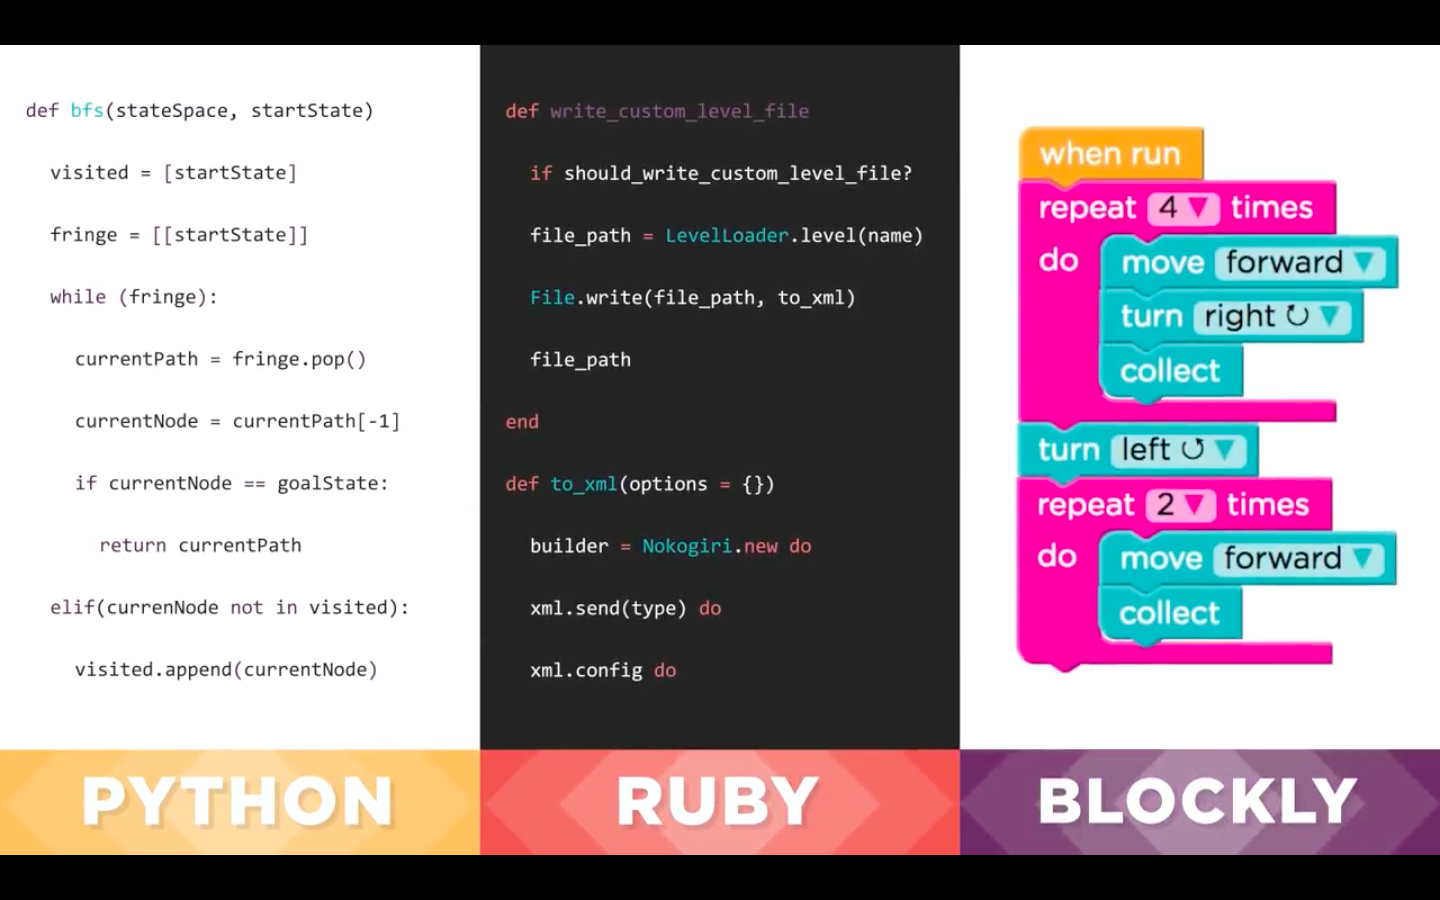 def bfs(stateSpace, startState)
visited = [startState]
fringe = [[startState]]
while (fringe):
currentPath = fringe.pop()
currentNode = currentPath[-1]
if currentNode == goalState:
return currentPath
elif(currenNode not in visited):
visited.append(currentNode)
PYTHON
def write_custom_level_file
if should_write_custom_level_file?
file_path = LevelLoader.level(name)
File.write(file_path, to_xml)
file_path
end
def to_xml(options = {})
builder = Nokogiri.new do
xml.send(type) do
xml.config do
RUBY
when run
repeat 4 times
do move forward
turn right ↻
collect
turn left ↺
repeat 2 times
do move forward
collect
BLOCKLY